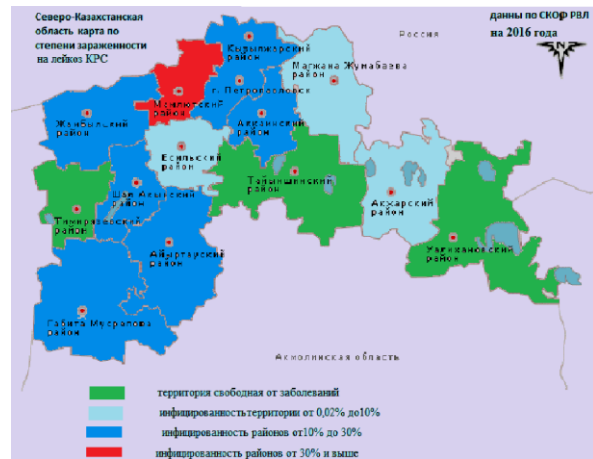 Северо-Казахстанская
область карта по
степени зараженности
на лейкоз КРС
данны по СКОФ РВЛ
на 2016 года
Россия
Кызылжарский
район
Магжана Жумабаева
район
г. Петропавловск
Мамлютский
район
Жамбылский
район
Аккайынский
район
Есильский
район
Тайыншинский
район
Шал Акынский
район
Тимирязевский
район
Акжарский
район
Айыртауский
район
Уалихановский
район
Габита Мусрепова
район
Акмолинская область
территория свободная от заболеваний
инфицированность территории от 0,02% до10%
инфицированность районов от10% до 30%
инфицированность районов от 30% и выше